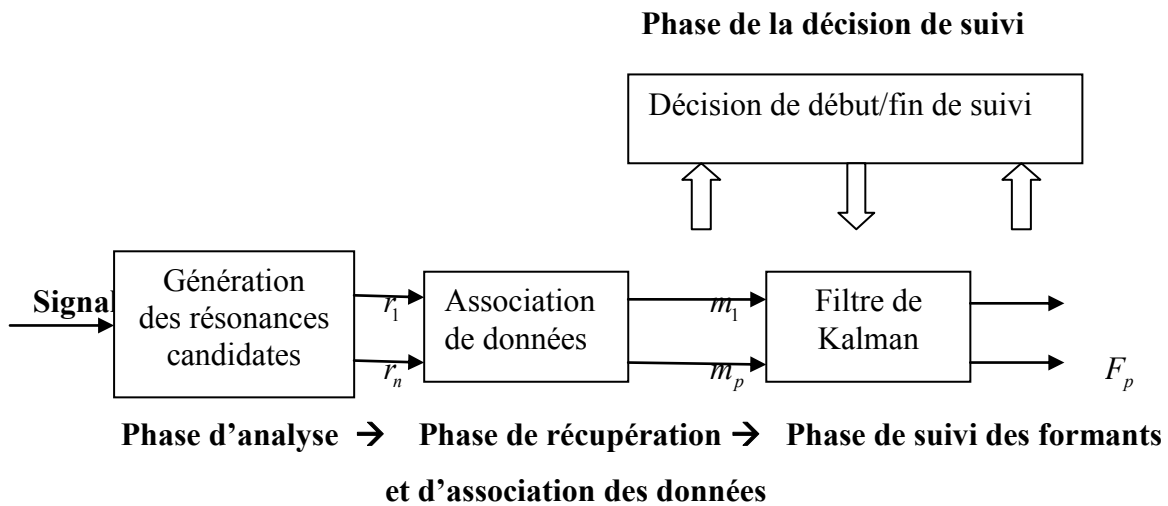 Phase de la décision de suivi
Décision de début/fin de suivi
Signal
Génération
des résonances
candidates
r₁
rₙ
Association
de données
m₁
mₚ
Filtre de
Kalman
Fₚ
Phase d’analyse → Phase de récupération → Phase de suivi des formants
et d’association des données